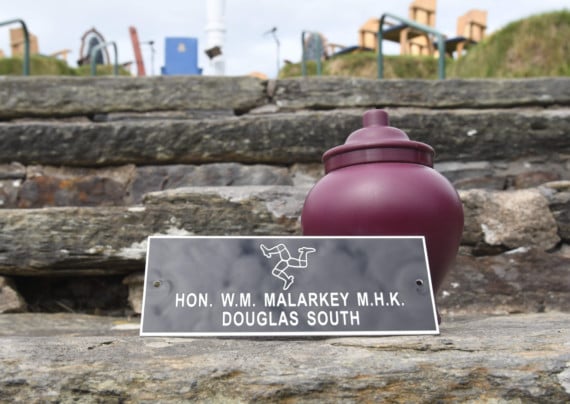 HON. W.M. MALARKEY M.H.K.
DOUGLAS SOUTH